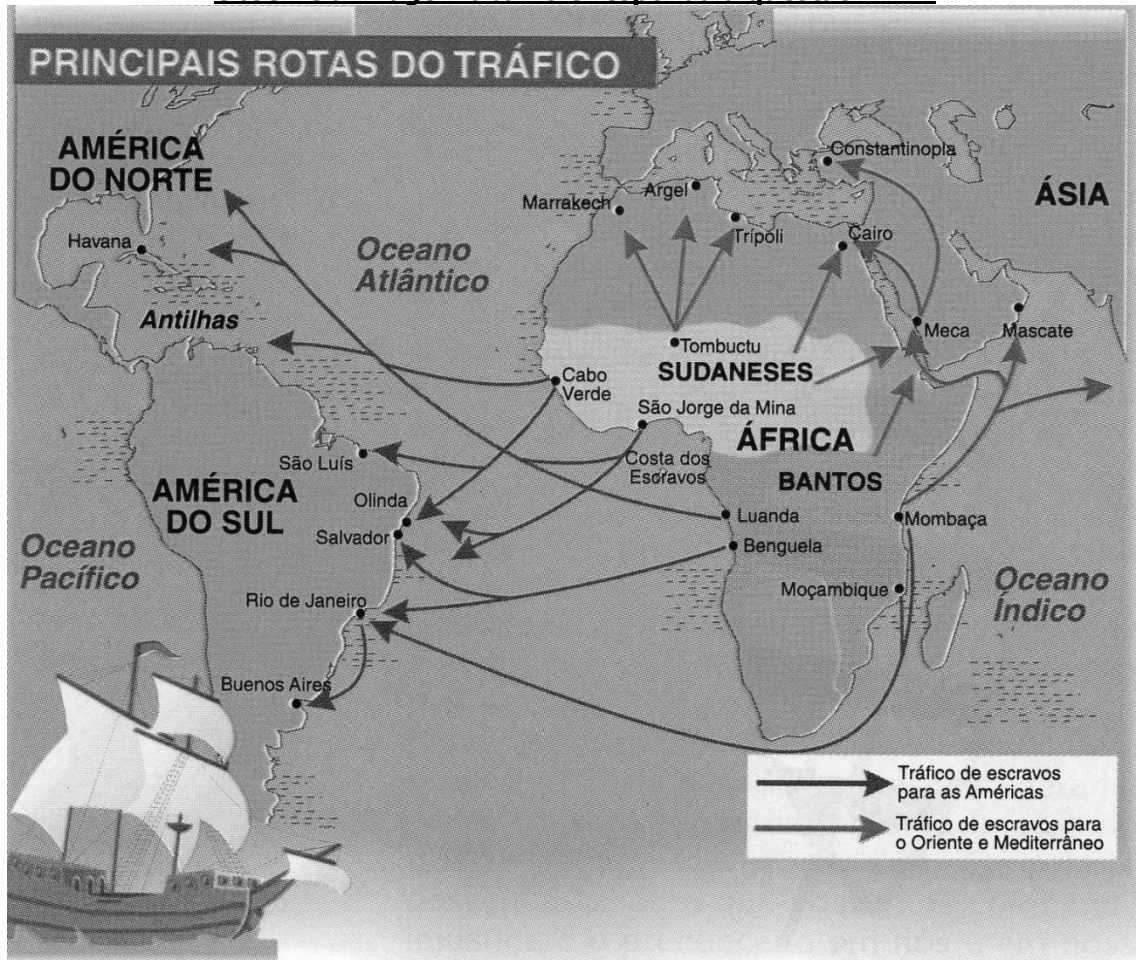 PRINCIPAIS ROTAS DO TRÁFICO
AMÉRICA
DO NORTE
Havana
Antilhas
Oceano
Atlântico
Marrakech
Argel
Trípoli
Constantinopla
Cairo
ÁSIA
Meca
Mascate
Tombuctu
SUDANESES
Cabo
Verde
São Jorge da Mina
ÁFRICA
Costa dos
Escravos
BANTOS
São Luís
AMÉRICA
DO SUL
Olinda
Salvador
Luanda
Benguela
Mombaça
Moçambique
Oceano
Pacífico
Oceano
Índico
Rio de Janeiro
Buenos Aires
Tráfico de escravos
para as Américas
Tráfico de escravos para
o Oriente e Mediterrâneo